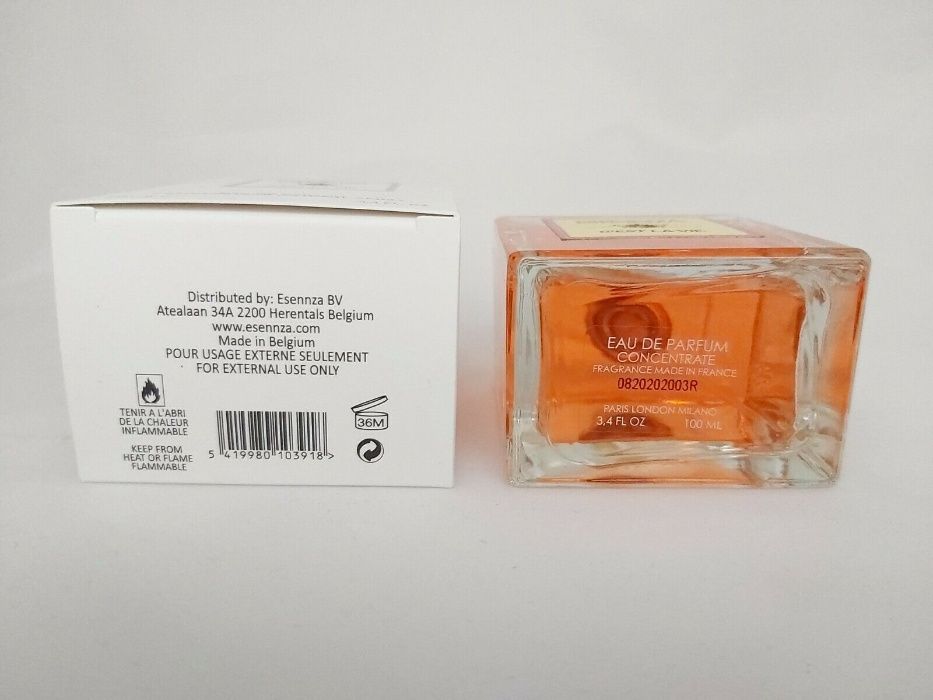 Distributed by: Esennza BV
Atealaan 34A 2200 Herentals Belgium
www.esennza.com
Made in Belgium
POUR USAGE EXTERNE SEULEMENT
FOR EXTERNAL USE ONLY
TENIR A L'ABRI
DE LA CHALEUR
INFLAMMABLE
KEEP FROM
HEAT OR FLAME
FLAMMABLE
5 419980 103918 >
36M
C'EST LA VIE
EAU DE PARFUM
CONCENTRATE
FRAGRANCE MADE IN FRANCE
0820202003R
PARIS LONDON MILANO
3,4 FL OZ 100 ML